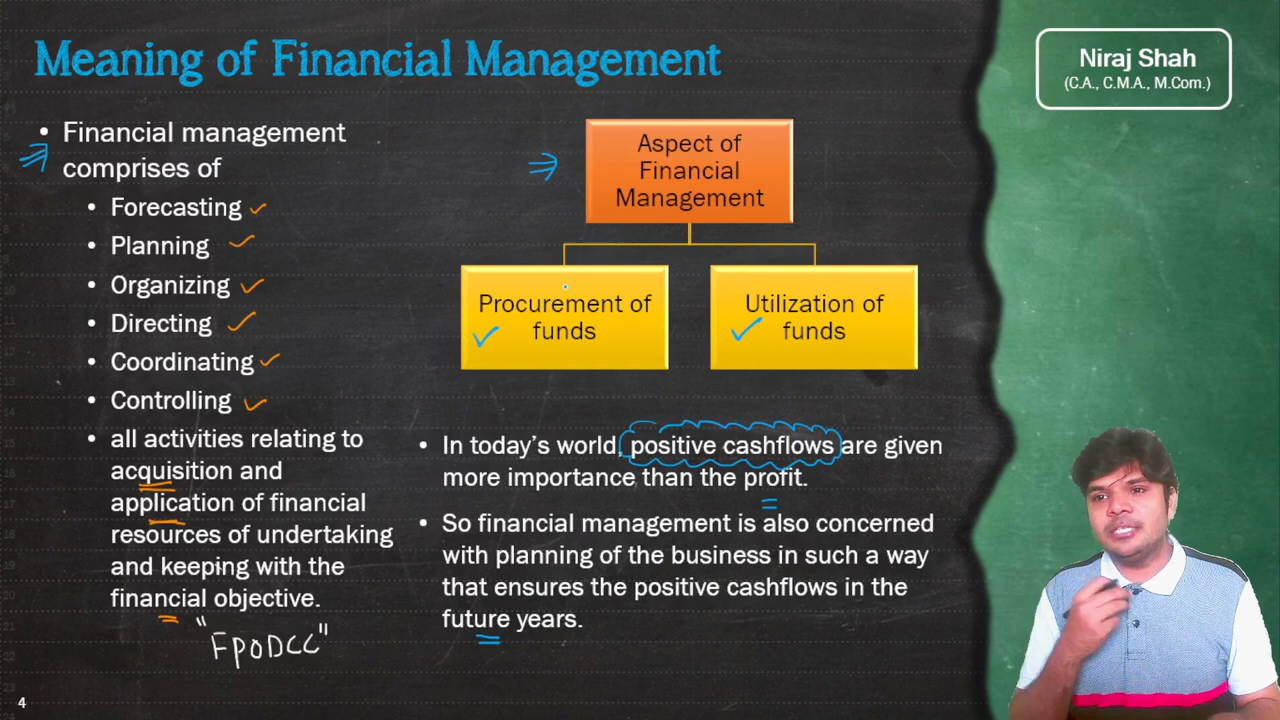 Meaning of Financial Management
Niraj Shah
(C.A., C.M.A., M.Com.)
• Financial management
comprises of
• Forecasting
• Planning
• Organizing
• Directing
• Coordinating
• Controlling
• all activities relating to
acquisition and
application of financial
resources of undertaking
and keeping with the
financial objective.
"FPODCC"
Aspect of
Financial
Management
Procurement of
funds
Utilization of
funds
• In today's world, positive cashflows are given
more importance than the profit.
• So financial management is also concerned
with planning of the business in such a way
that ensures the positive cashflows in the
future years.
4